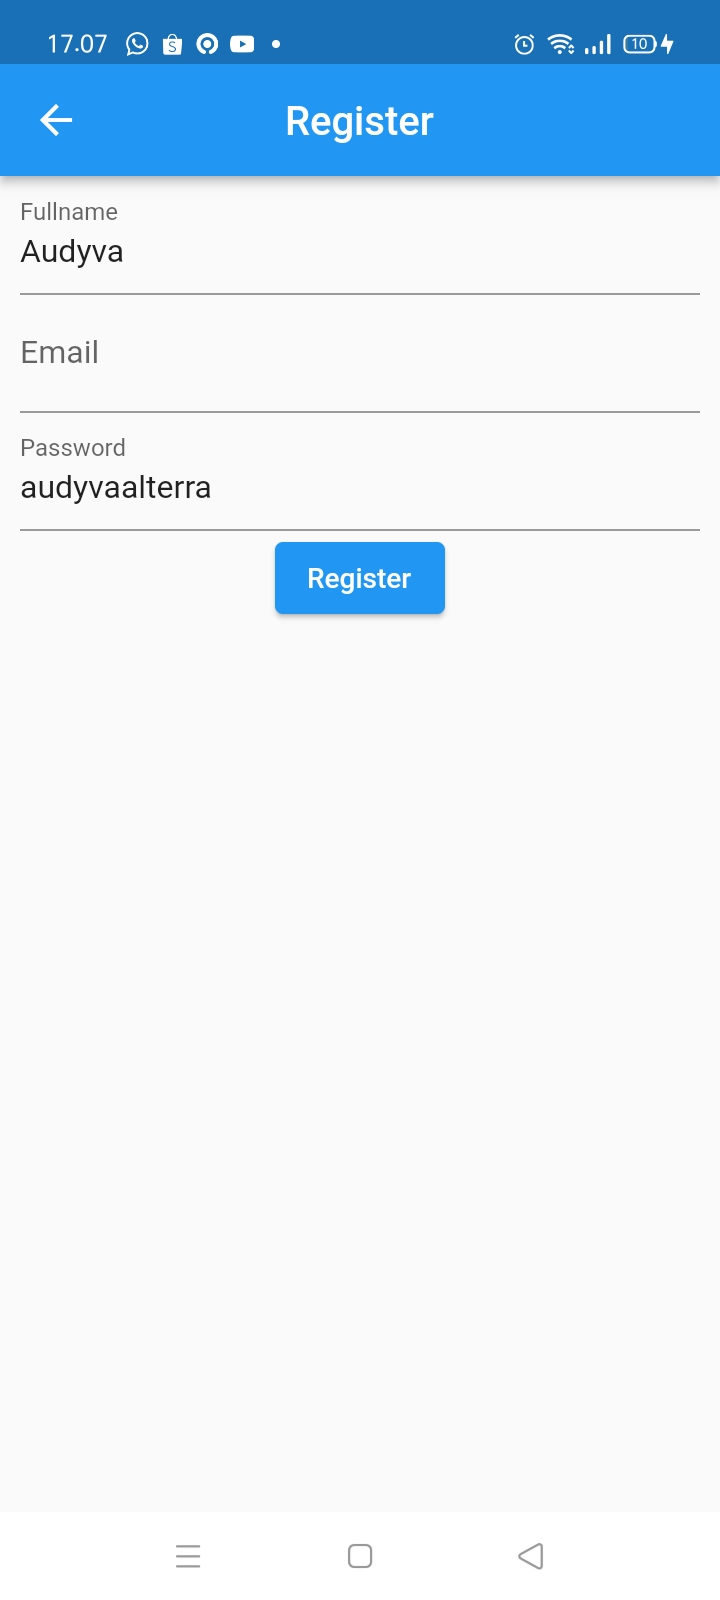 17.07
10
Register
Fullname
Audyva
Email
Password
audyvaalterra
Register